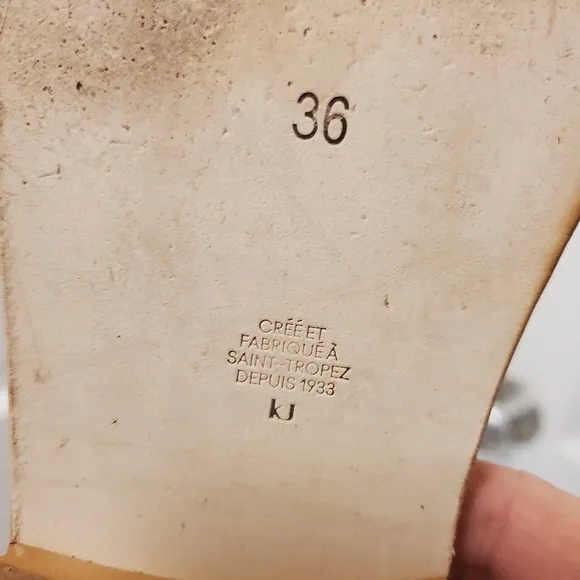 36
CRÉÉ ET
FABRIQUÉ À
SAINT-TROPEZ
DEPUIS 1933
kJ